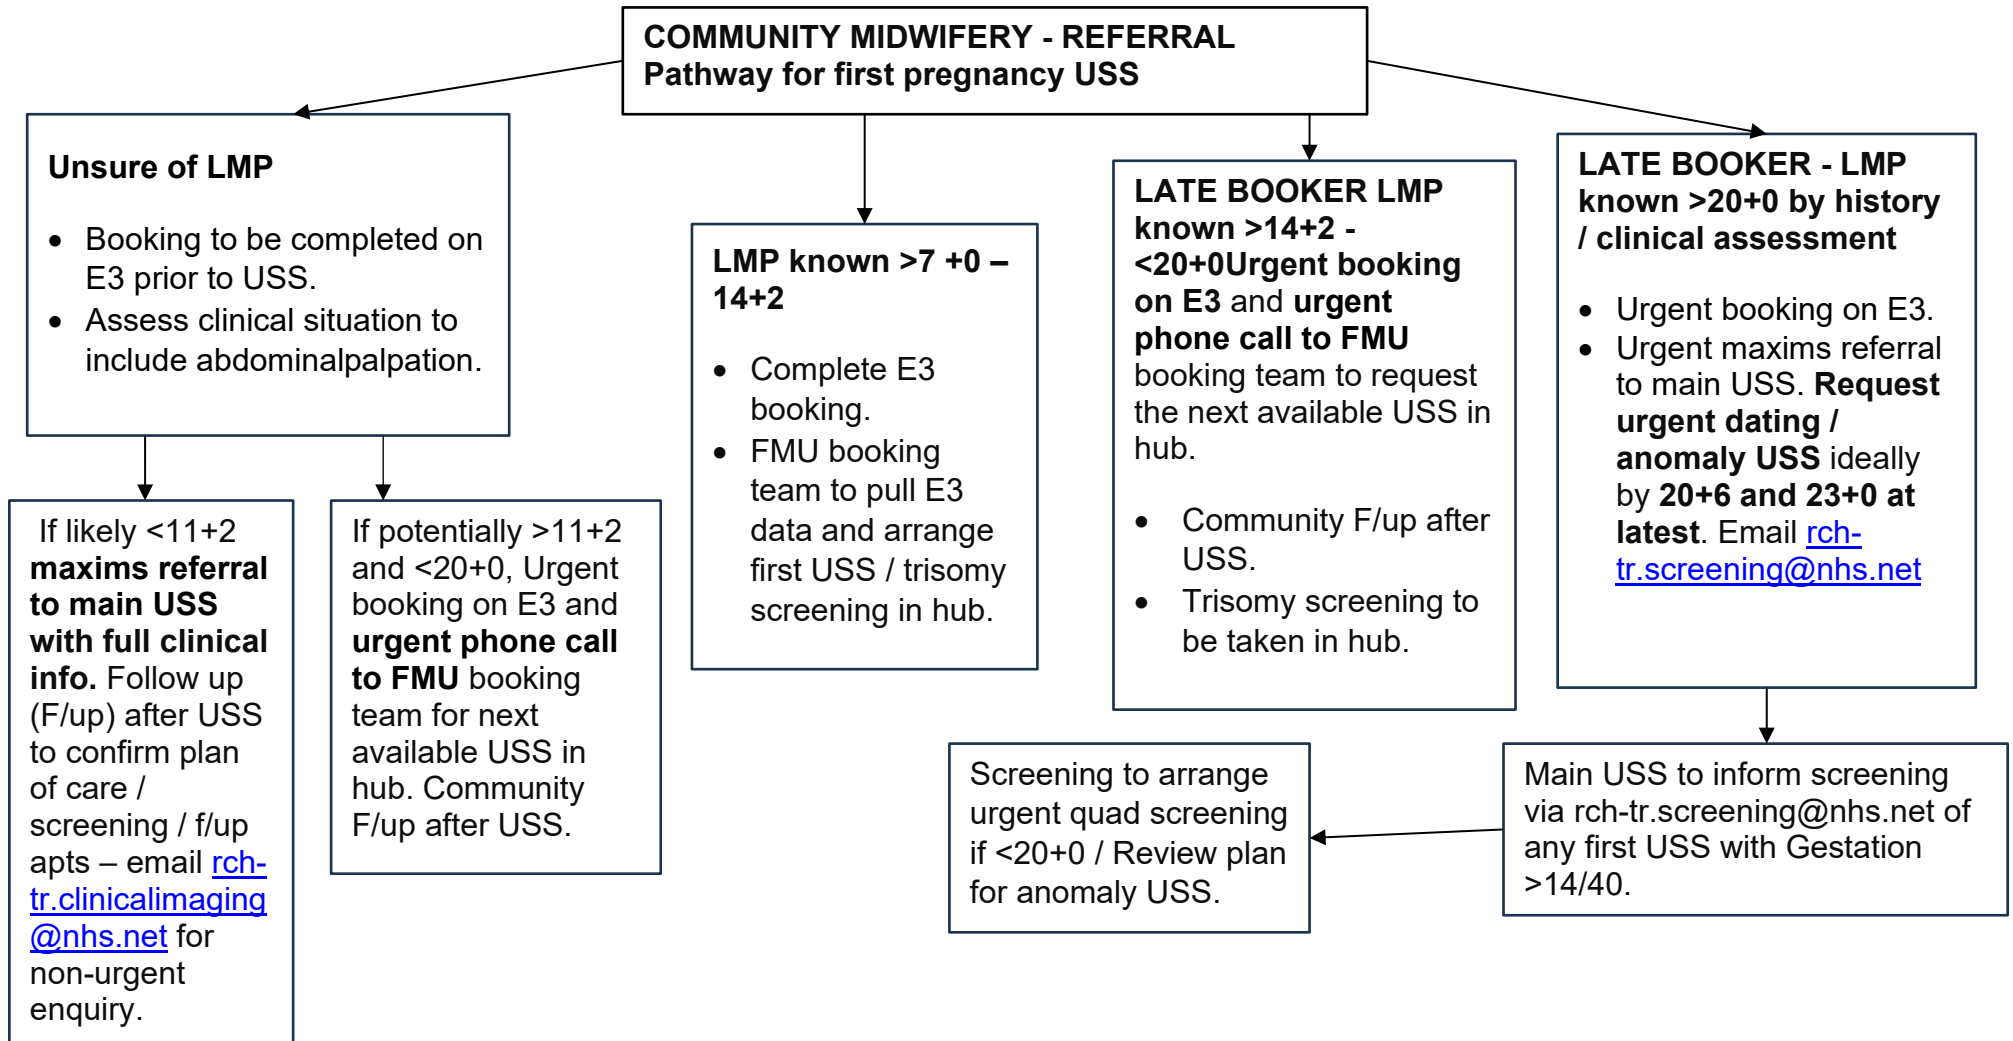 COMMUNITY MIDWIFERY - REFERRAL
Pathway for first pregnancy USS
Unsure of LMP
• Booking to be completed on
E3 prior to USS.
• Assess clinical situation to
include abdominalpalpation.
If likely <11+2
maxims referral
to main USS
with full clinical
info. Follow up
(F/up) after USS
to confirm plan
of care /
screening / f/up
apts – email rch-
tr.clinicalimaging
@nhs.net for
non-urgent
enquiry.
If potentially >11+2
and <20+0, Urgent
booking on E3 and
urgent phone call
to FMU booking
team for next
available USS in
hub. Community
F/up after USS.
LMP known >7 +0 –
14+2
• Complete E3
booking.
• FMU booking
team to pull E3
data and arrange
first USS / trisomy
screening in hub.
LATE BOOKER LMP
known >14+2 -
<20+0Urgent booking
on E3 and urgent
phone call to FMU
booking team to request
the next available USS in
hub.
• Community F/up after
USS.
• Trisomy screening to
be taken in hub.
LATE BOOKER - LMP
known >20+0 by history
/ clinical assessment
• Urgent booking on E3.
• Urgent maxims referral
to main USS. Request
urgent dating /
anomaly USS ideally
by 20+6 and 23+0 at
latest. Email rch-
tr.screening@nhs.net
Main USS to inform screening
via rch-tr.screening@nhs.net of
any first USS with Gestation
>14/40.
Screening to arrange
urgent quad screening
if <20+0 / Review plan
for anomaly USS.